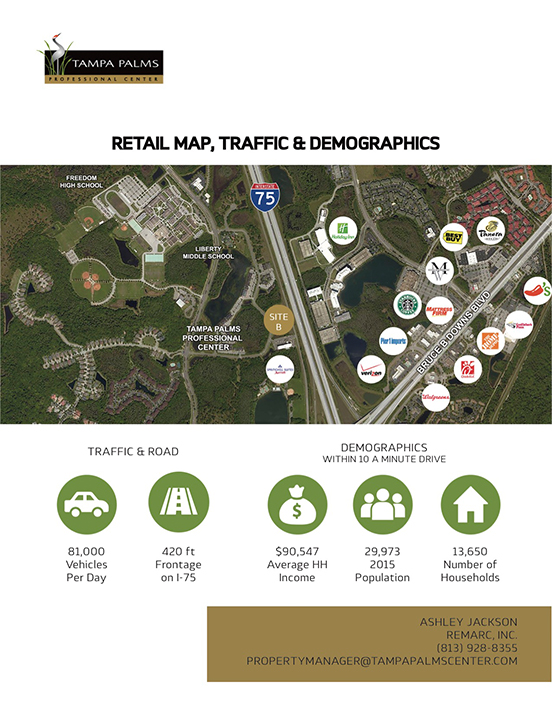 TAMPA PALMS
PROFESSIONAL CENTER
RETAIL MAP, TRAFFIC & DEMOGRAPHICS
FREEDOM
HIGH SCHOOL
INTERSTATE
75
LIBERTY
MIDDLE SCHOOL
Holiday Inn
BEST
BUY
Panera
BREAD
M
SITE
B
TAMPA PALMS
PROFESSIONAL
CENTER
MATTRESS
FIRM
CHILI'S
BRUCE B DOWNS BLVD
Pier 1 imports
verizon
Walgreens
TRAFFIC & ROAD
DEMOGRAPHICS
WITHIN 10 A MINUTE DRIVE
$
81,000
Vehicles
Per Day
420 ft
Frontage
on I-75
$90,547
Average HH
Income
29,973
2015
Population
13,650
Number of
Households
ASHLEY JACKSON
REMARC, INC.
(813) 928-8355
PROPERTYMANAGER@TAMPAPALMSCENTER.COM